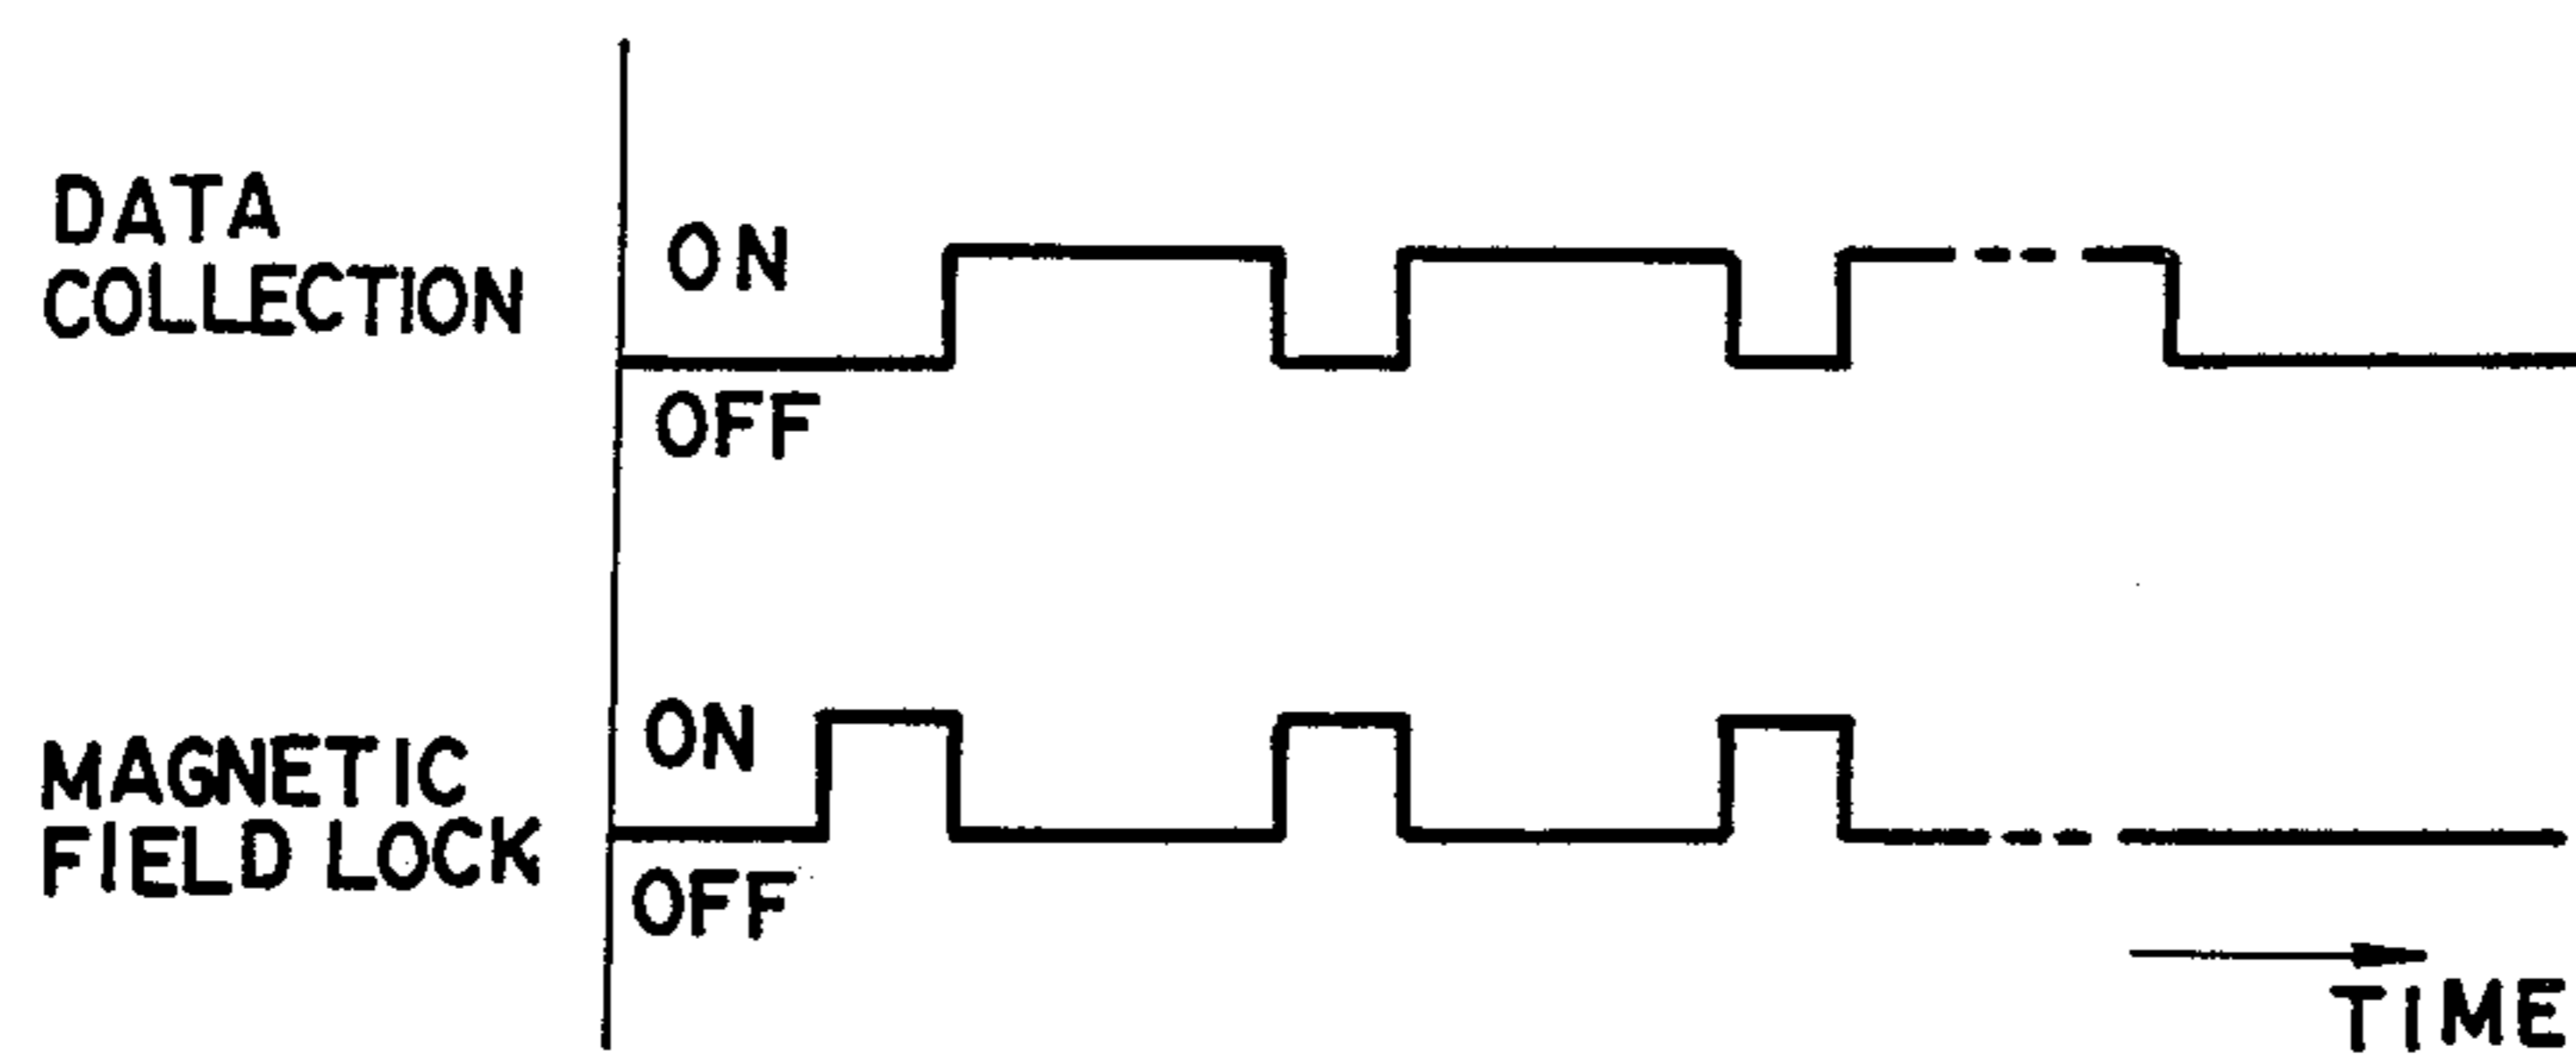 DATA
COLLECTION
ON
OFF
MAGNETIC
FIELD LOCK
ON
OFF
TIME